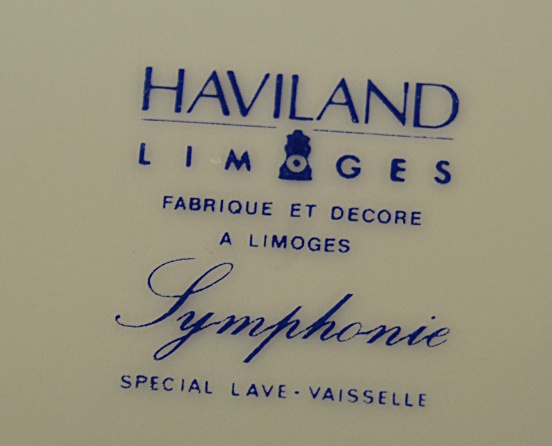 HAVILAND
LIMOGES
FABRIQUE ET DECORE
A LIMOGES
Symphonie
SPECIAL LAVE-VAISSELLE